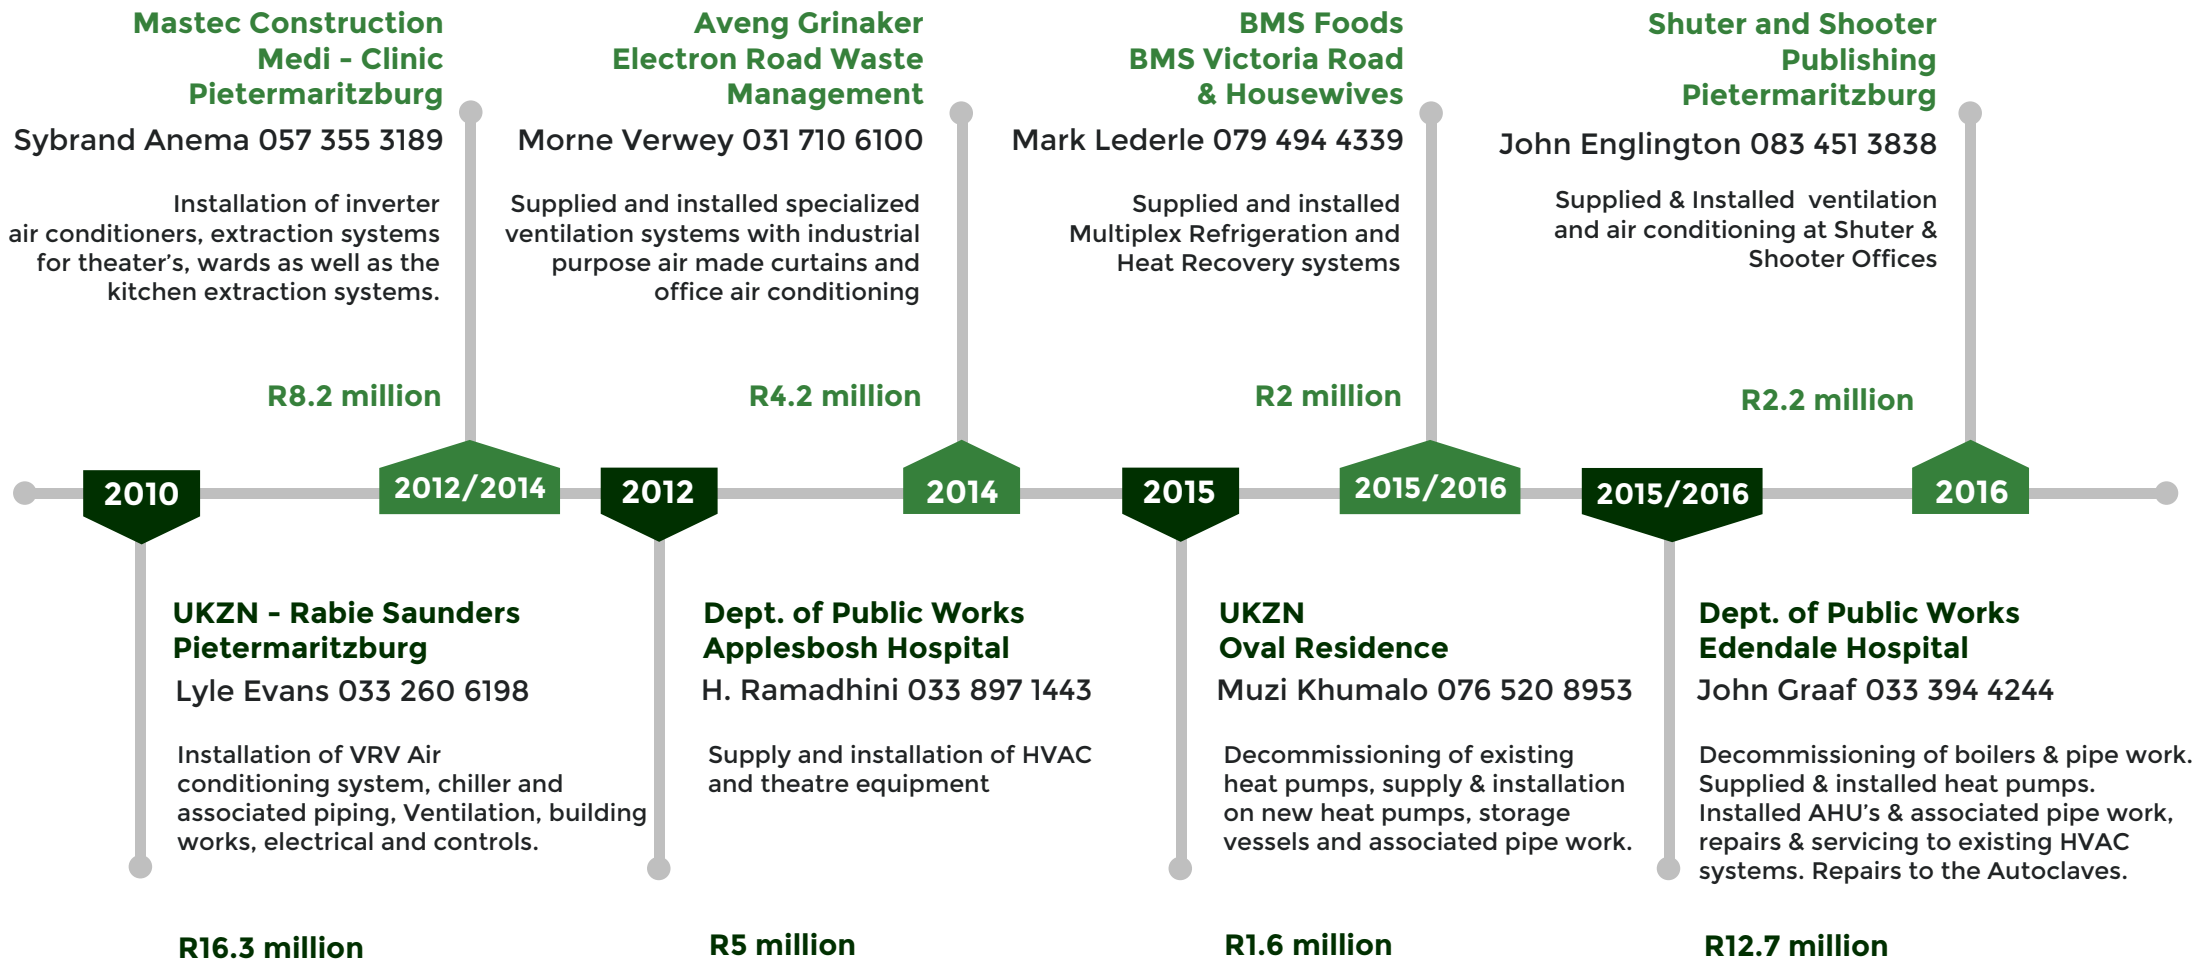 Mastec Construction
Medi - Clinic
Pietermaritzburg
Sybrand Anema 057 355 3189
Installation of inverter
air conditioners, extraction systems
for theater’s, wards as well as the
kitchen extraction systems.
R8.2 million
Aveng Grinaker
Electron Road Waste
Management
Morne Verwey 031 710 6100
Supplied and installed specialized
ventilation systems with industrial
purpose air made curtains and
office air conditioning
R4.2 million
BMS Foods
BMS Victoria Road
& Housewives
Mark Lederle 079 494 4339
Supplied and installed
Multiplex Refrigeration and
Heat Recovery systems
R2 million
Shuter and Shooter
Publishing
Pietermaritzburg
John Englington 083 451 3838
Supplied & Installed ventilation
and air conditioning at Shuter &
Shooter Offices
R2.2 million
2010
2012/2014
2012
2014
2015
2015/2016
2015/2016
2016
UKZN - Rabie Saunders
Pietermaritzburg
Lyle Evans 033 260 6198
Installation of VRV Air
conditioning system, chiller and
associated piping, Ventilation, building
works, electrical and controls.
R16.3 million
Dept. of Public Works
Applesbosh Hospital
H. Ramadhini 033 897 1443
Supply and installation of HVAC
and theatre equipment
R5 million
UKZN
Oval Residence
Muzi Khumalo 076 520 8953
Decommissioning of existing
heat pumps, supply & installation
on new heat pumps, storage
vessels and associated pipe work.
R1.6 million
Dept. of Public Works
Edendale Hospital
John Graaf 033 394 4244
Decommissioning of boilers & pipe work.
Supplied & installed heat pumps.
Installed AHU’s & associated pipe work,
repairs & servicing to existing HVAC
systems. Repairs to the Autoclaves.
R12.7 million